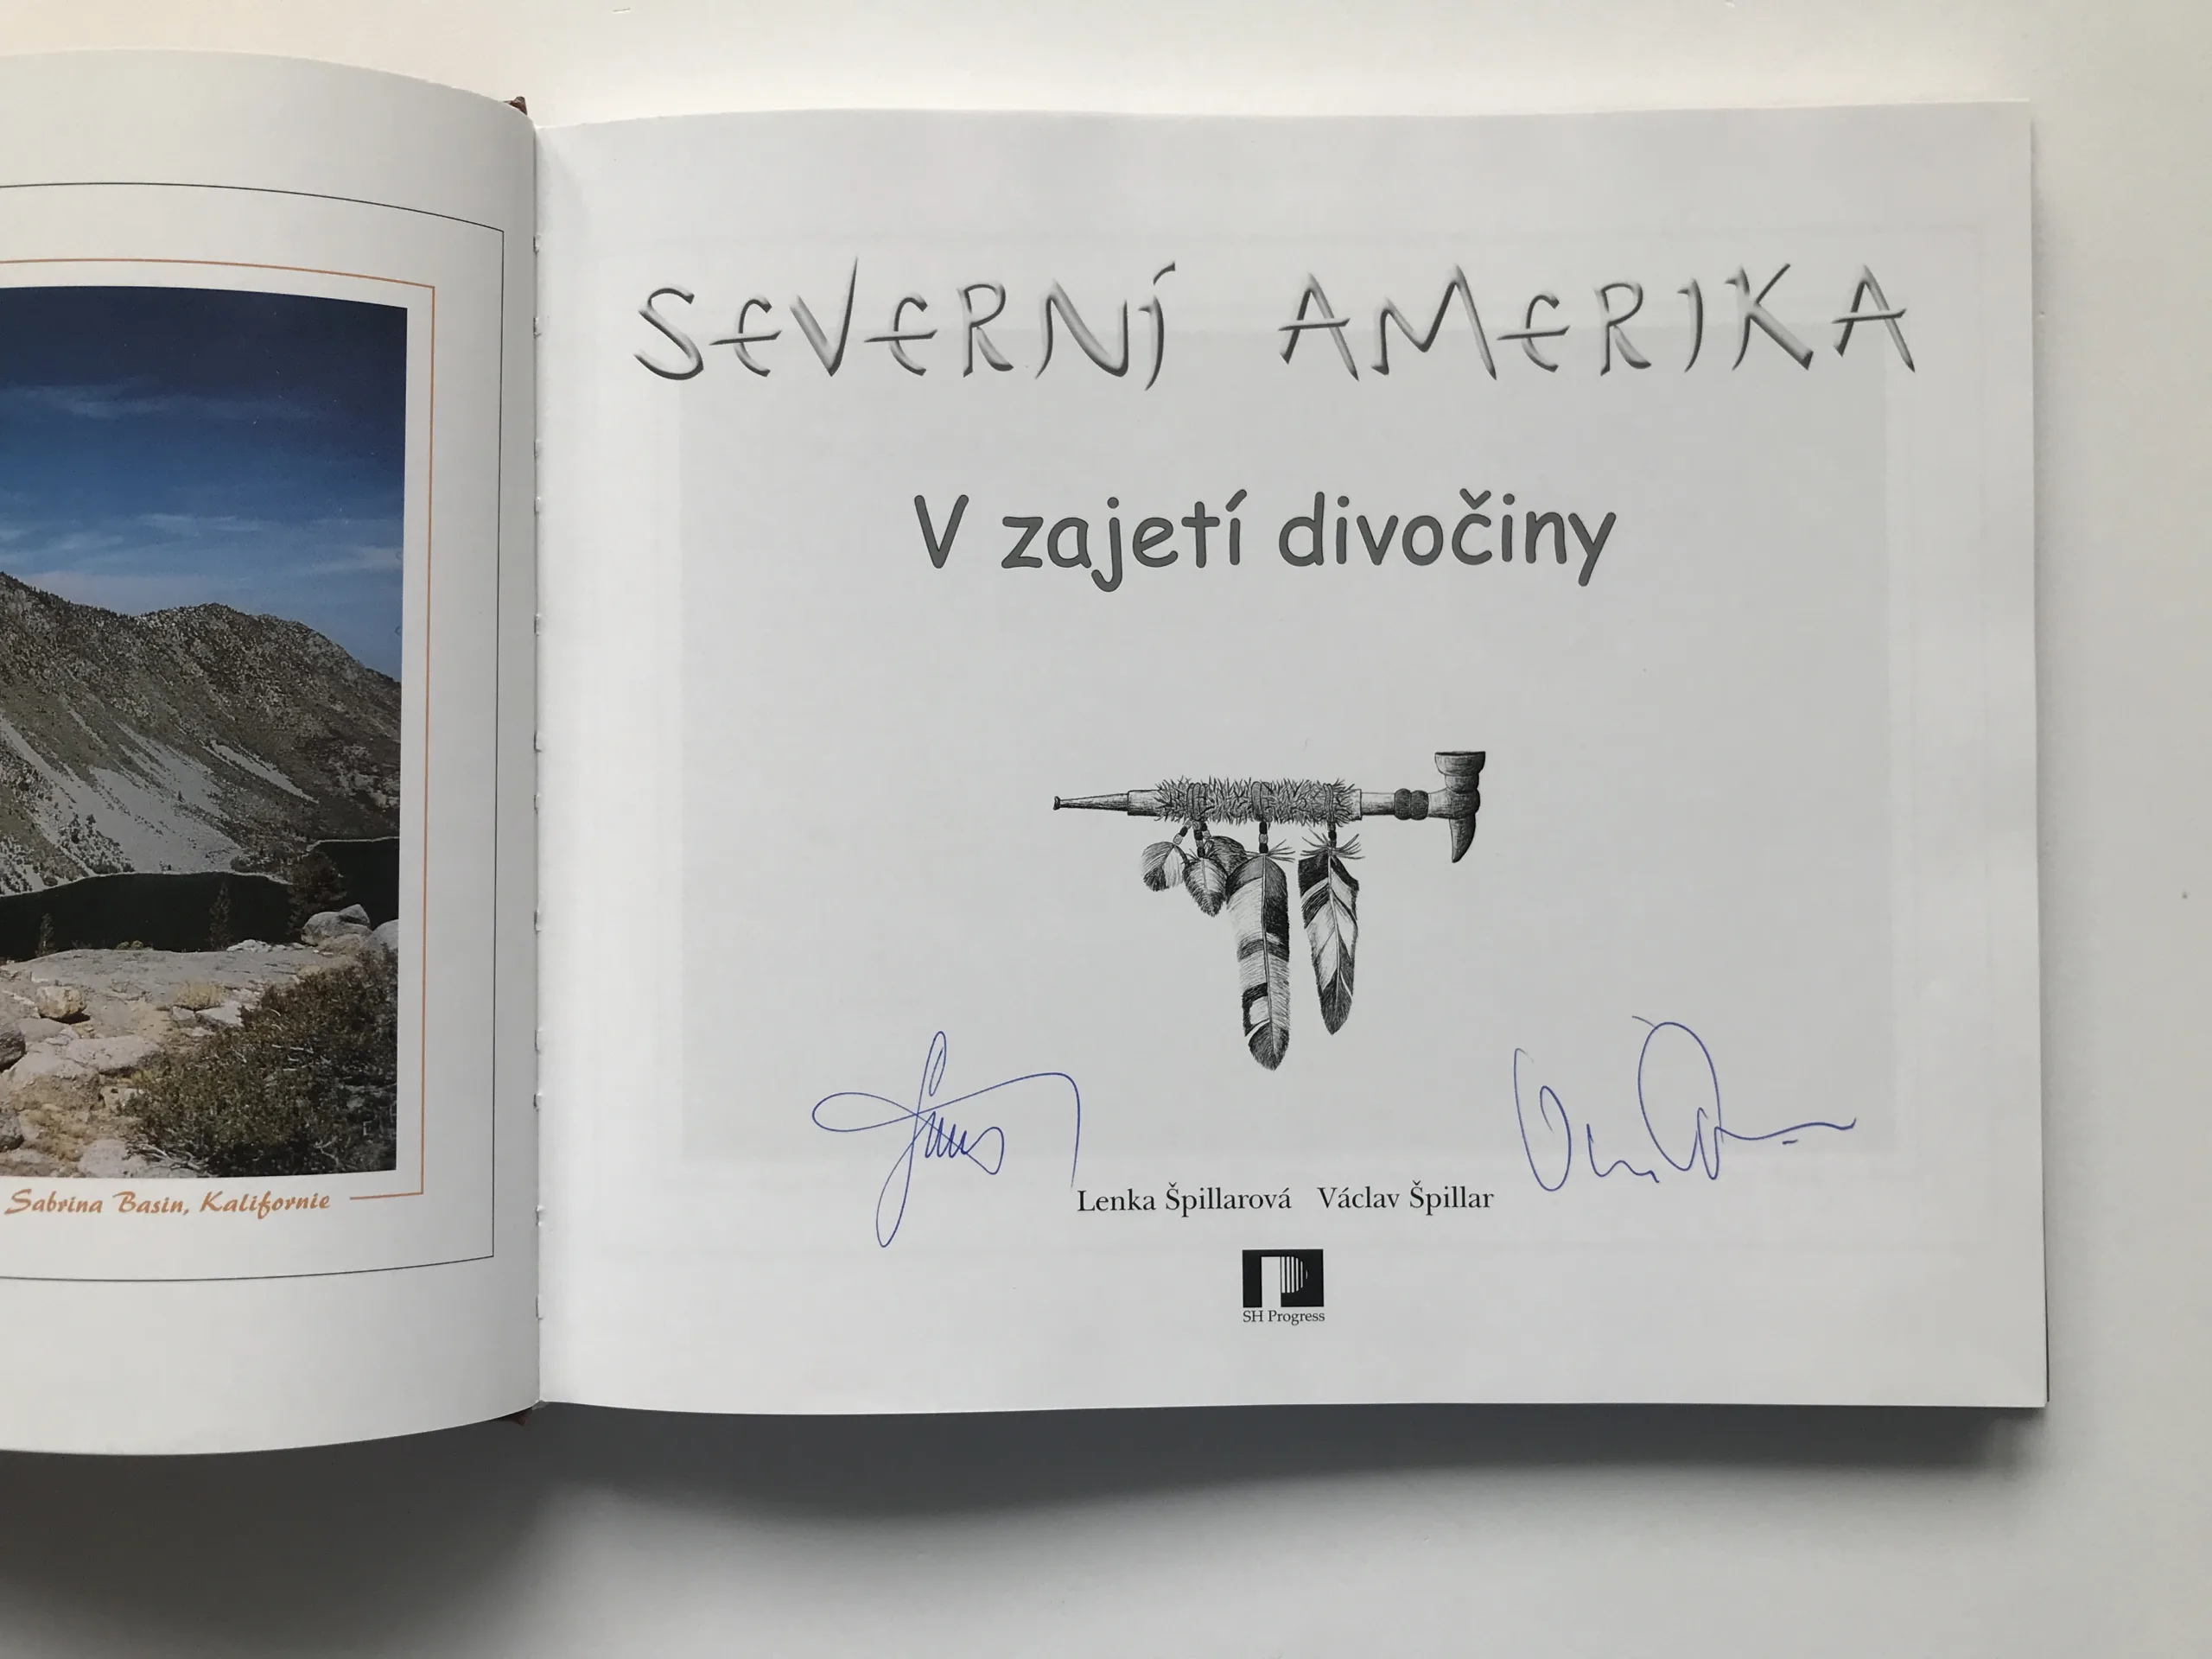 Sabrina Basin, Kalifornie
SEVERNÍ AMERIKA
V zajetí divočiny
Lenka Špillarová Václav Špillar
SH Progress